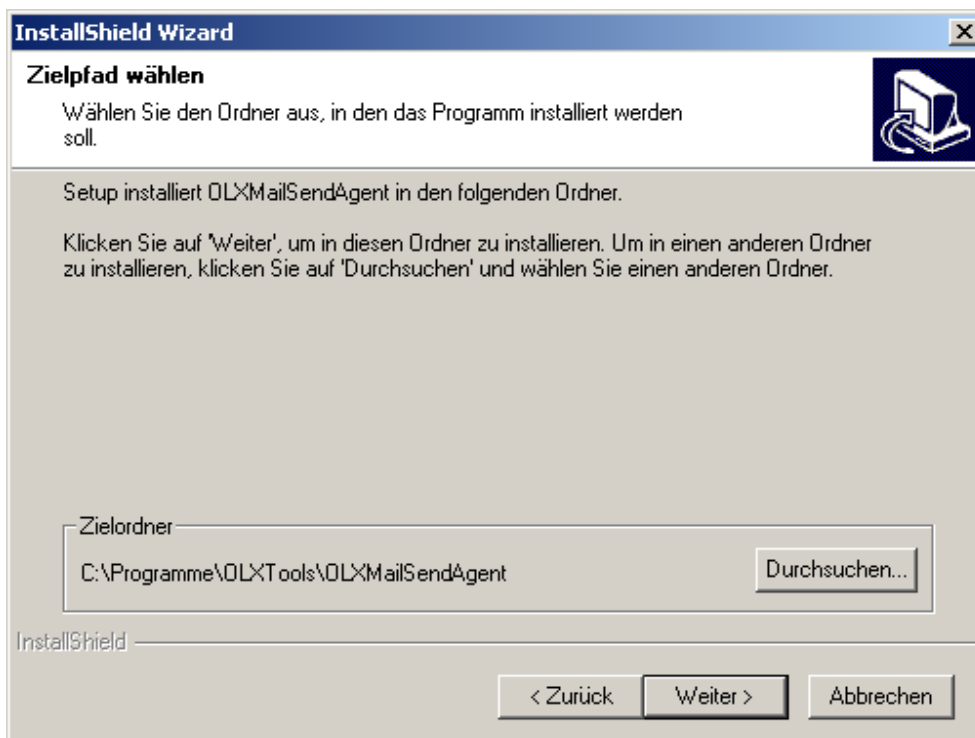 InstallShield Wizard
Zielpfad wählen
Wählen Sie den Ordner aus, in den das Programm installiert werden
soll.
Setup installiert OLXMailSendAgent in den folgenden Ordner.
Klicken Sie auf 'Weiter', um in diesen Ordner zu installieren. Um in einen anderen Ordner
zu installieren, klicken Sie auf 'Durchsuchen' und wählen Sie einen anderen Ordner.
Zielordner
C:\Programme\OLXTools\OLXMailSendAgent
Durchsuchen...
InstallShield
< Zurück
Weiter >
Abbrechen